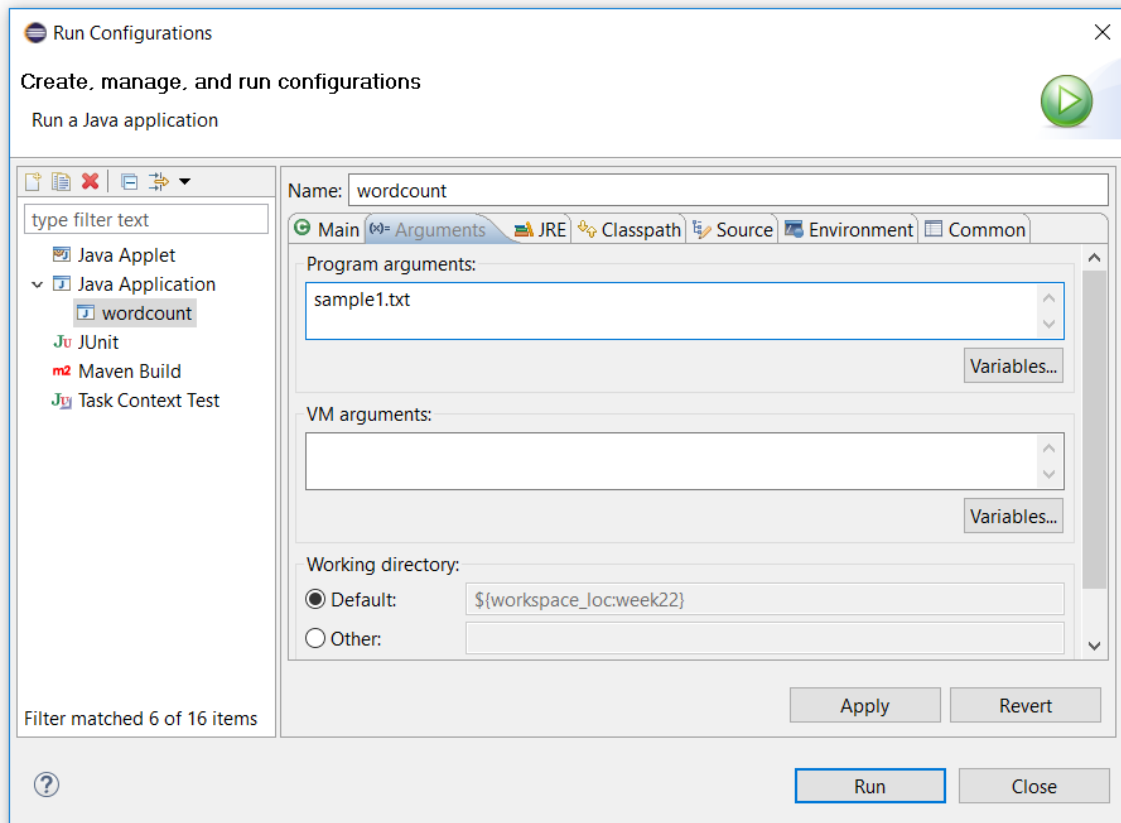 Run Configurations
Create, manage, and run configurations
Run a Java application
type filter text
Java Applet
Java Application
wordcount
JUnit
Maven Build
Task Context Test
Filter matched 6 of 16 items
Name: wordcount
Main (x)= Arguments JRE Classpath Source Environment Common
Program arguments:
sample1.txt
Variables...
VM arguments:
Variables...
Working directory:
Default: ${workspace_loc:week22}
Other:
Apply Revert
Run Close